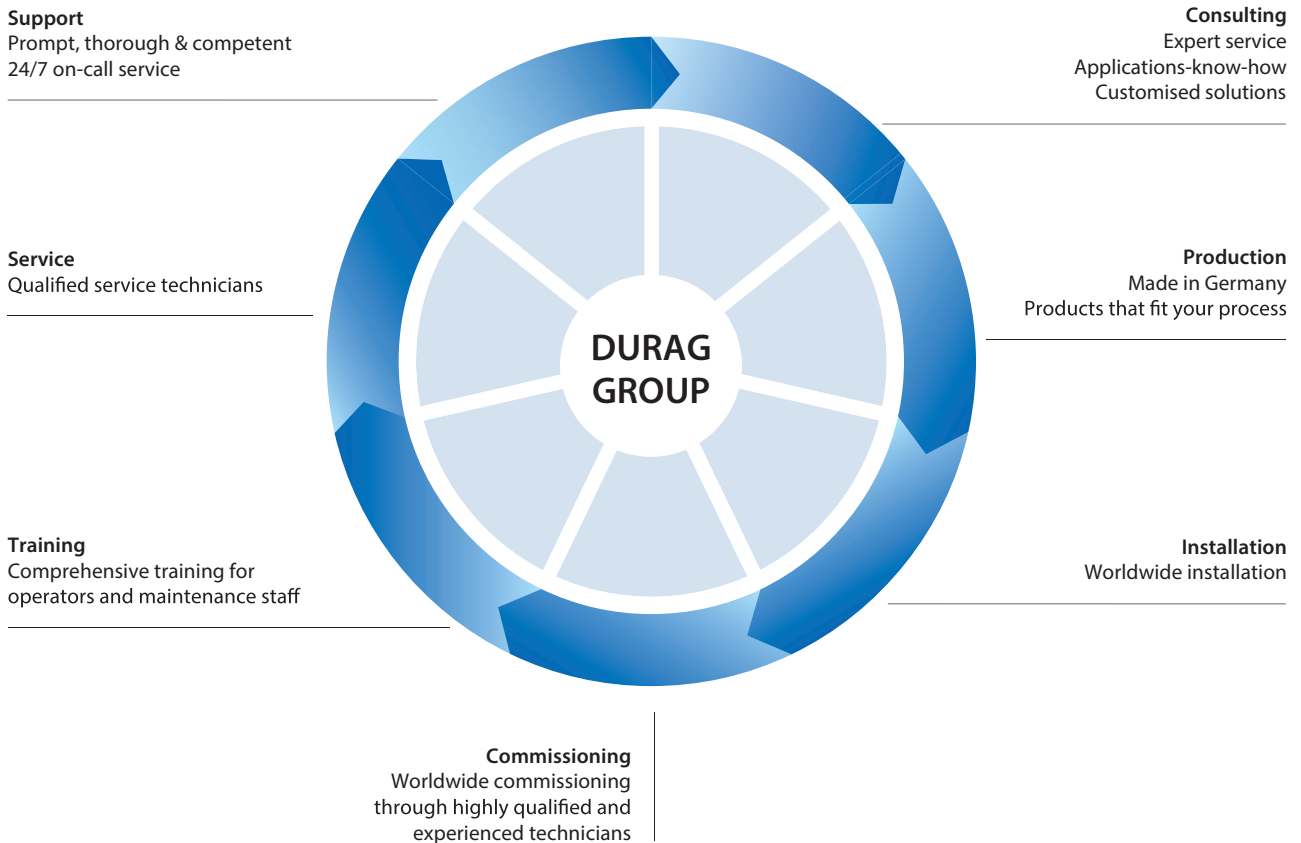 Support
Prompt, thorough & competent
24/7 on-call service
Consulting
Expert service
Applications-know-how
Customised solutions
Service
Qualified service technicians
Production
Made in Germany
Products that fit your process
DURAG
GROUP
Training
Comprehensive training for
operators and maintenance staff
Installation
Worldwide installation
Commissioning
Worldwide commissioning
through highly qualified and
experienced technicians